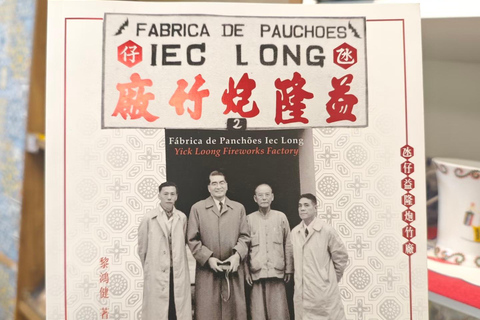 FABRICA DE PAUCHOES
仔 IEC LONG 氹
廠竹炮隆益
2
Fábrica de Panchões Iec Long
Yick Loong Fireworks Factory
氹仔益隆炮竹廠
黎鴻健 著